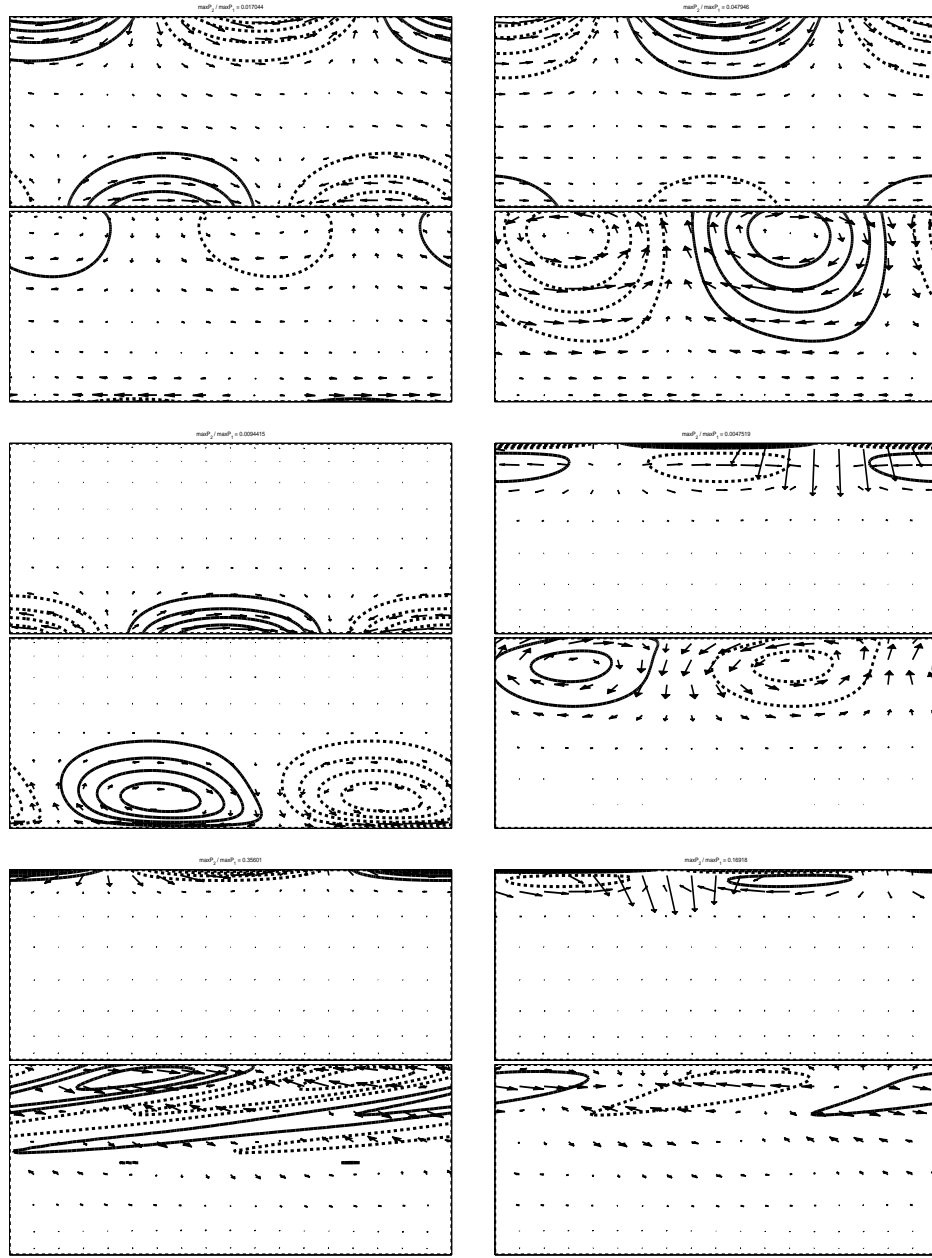 maxP2 / maxP1 = 0.017044
maxP2 / maxP1 = 0.047946
maxP2 / maxP1 = 0.0094415
maxP2 / maxP1 = 0.0047519
maxP2 / maxP1 = 0.35601
maxP2 / maxP1 = 0.16918